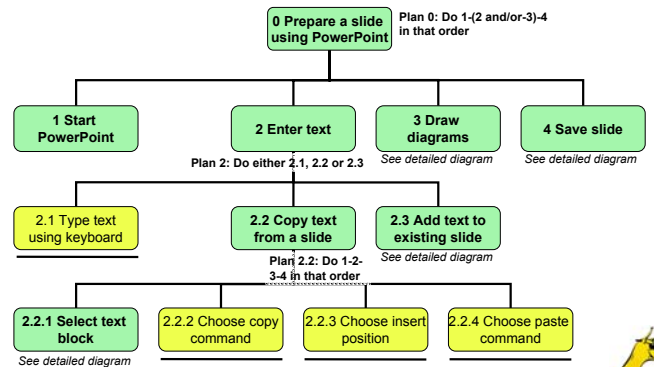 0 Prepare a slide
using PowerPoint
Plan 0: Do 1-(2 and/or-3)-4
in that order
1 Start
PowerPoint
2 Enter text
3 Draw
diagrams
4 Save slide
See detailed diagram
See detailed diagram
Plan 2: Do either 2.1, 2.2 or 2.3
2.1 Type text
using keyboard
2.2 Copy text
from a slide
2.3 Add text to
existing slide
See detailed diagram
Plan 2.2: Do 1-2-
3-4 in that order
2.2.1 Select text
block
2.2.2 Choose copy
command
2.2.3 Choose insert
position
2.2.4 Choose paste
command
See detailed diagram